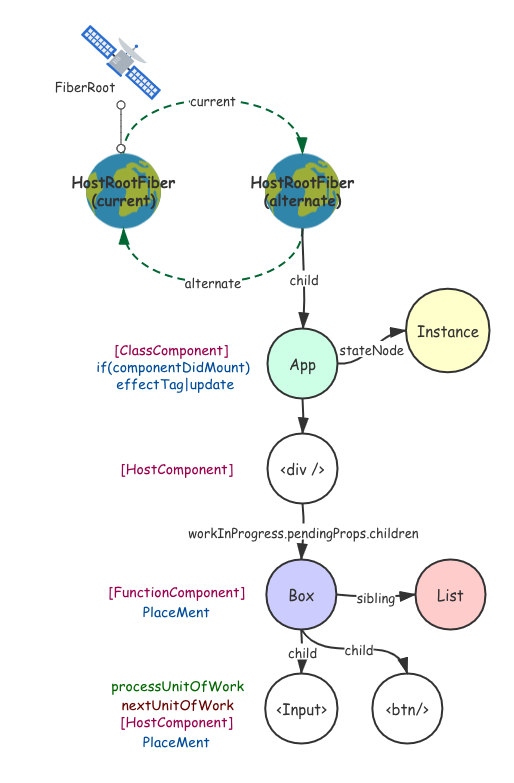 FiberRoot
current
HostRootFiber
(current)
HostRootFiber
(alternate)
alternate
child
[ClassComponent]
if(componentDidMount)
effectTag|update
App
stateNode
Instance
[HostComponent]
<div />
workInProgress.pendingProps.children
[FunctionComponent]
PlaceMent
Box
sibling
List
child
child
processUnitOfWork
nextUnitOfWork
[HostComponent]
PlaceMent
<Input>
<btn/>